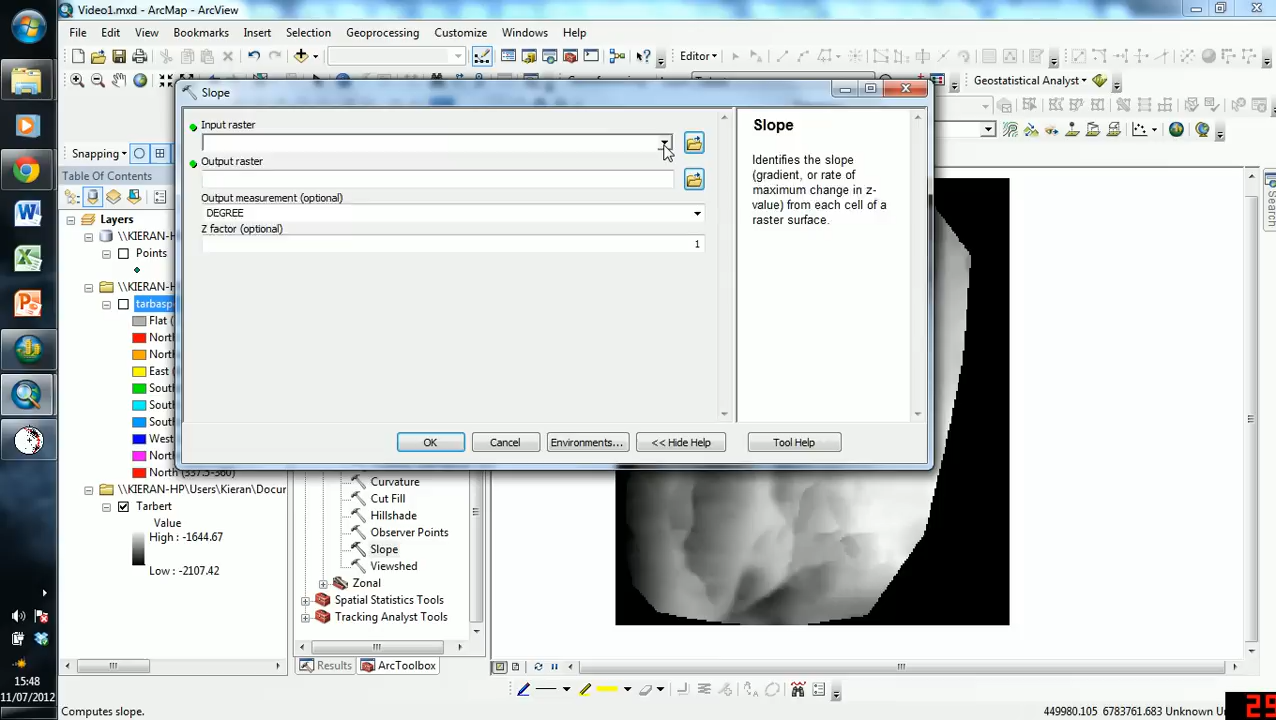 Video1.mxd - ArcMap - ArcView
File Edit View Bookmarks Insert Selection Geoprocessing Customize Windows Help
Editor
Geostatistical Analyst
Slope
Input raster
Output raster
Output measurement (optional)
DEGREE
Z factor (optional)
1
Slope
Identifies the slope
(gradient, or rate of
maximum change in z-
value) from each cell of a
raster surface.
OK Cancel Environments... << Hide Help Tool Help
Snapping
Table Of Contents
Layers
\\KIERAN-H
Points
\\KIERAN-H
tarbasp
Flat (
North
North
East (
South
South
South
West
North
North (337.5-360)
\\KIERAN-HP\Users\Kieran\Docur
Tarbert
Value
High : -1644.67
Low : -2107.42
Curvature
Cut Fill
Hillshade
Observer Points
Slope
Viewshed
Zonal
Spatial Statistics Tools
Tracking Analyst Tools
Results ArcToolbox
Search
15:48
11/07/2012
Computes slope.
449980.105 6783761.683 Unknown Un